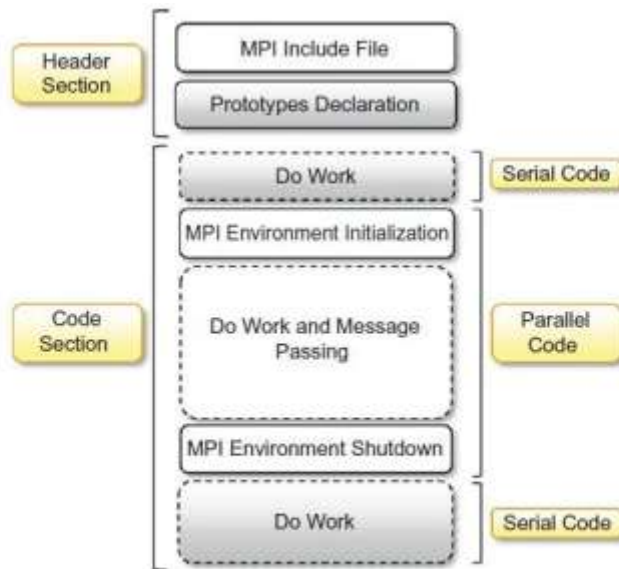 Header
Section
MPI Include File
Prototypes Declaration
Do Work
Serial Code
MPI Environment Initialization
Code
Section
Do Work and Message
Passing
Parallel
Code
MPI Environment Shutdown
Do Work
Serial Code